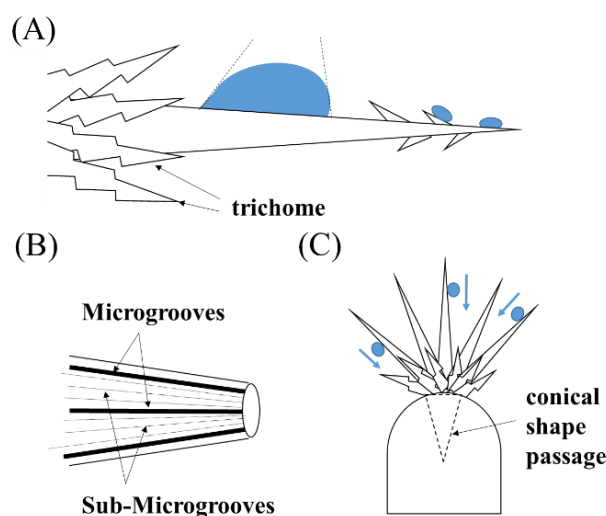 (A)
trichome
(B)
Microgrooves
Sub-Microgrooves
(C)
conical
shape
passage